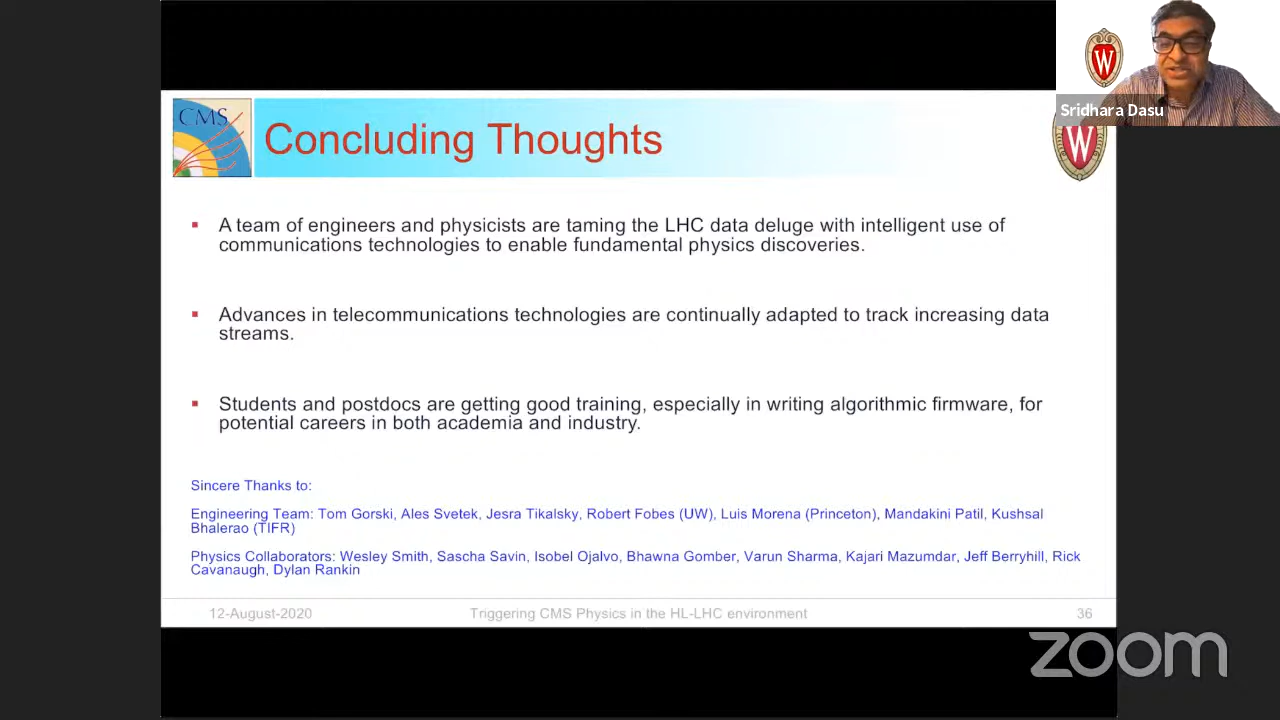 W
Sridhara Dasu
CMS
Concluding Thoughts
W
A team of engineers and physicists are taming the LHC data deluge with intelligent use of
communications technologies to enable fundamental physics discoveries.
Advances in telecommunications technologies are continually adapted to track increasing data
streams.
Students and postdocs are getting good training, especially in writing algorithmic firmware, for
potential careers in both academia and industry.
Sincere Thanks to:
Engineering Team: Tom Gorski, Ales Svetek, Jesra Tikalsky, Robert Fobes (UW), Luis Morena (Princeton), Mandakini Patil, Kushsal
Bhalerao (TIFR)
Physics Collaborators: Wesley Smith, Sascha Savin, Isobel Ojalvo, Bhawna Gomber, Varun Sharma, Kajari Mazumdar, Jeff Berryhill, Rick
Cavanaugh, Dylan Rankin
12-August-2020 Triggering CMS Physics in the HL-LHC environment 36
zoom